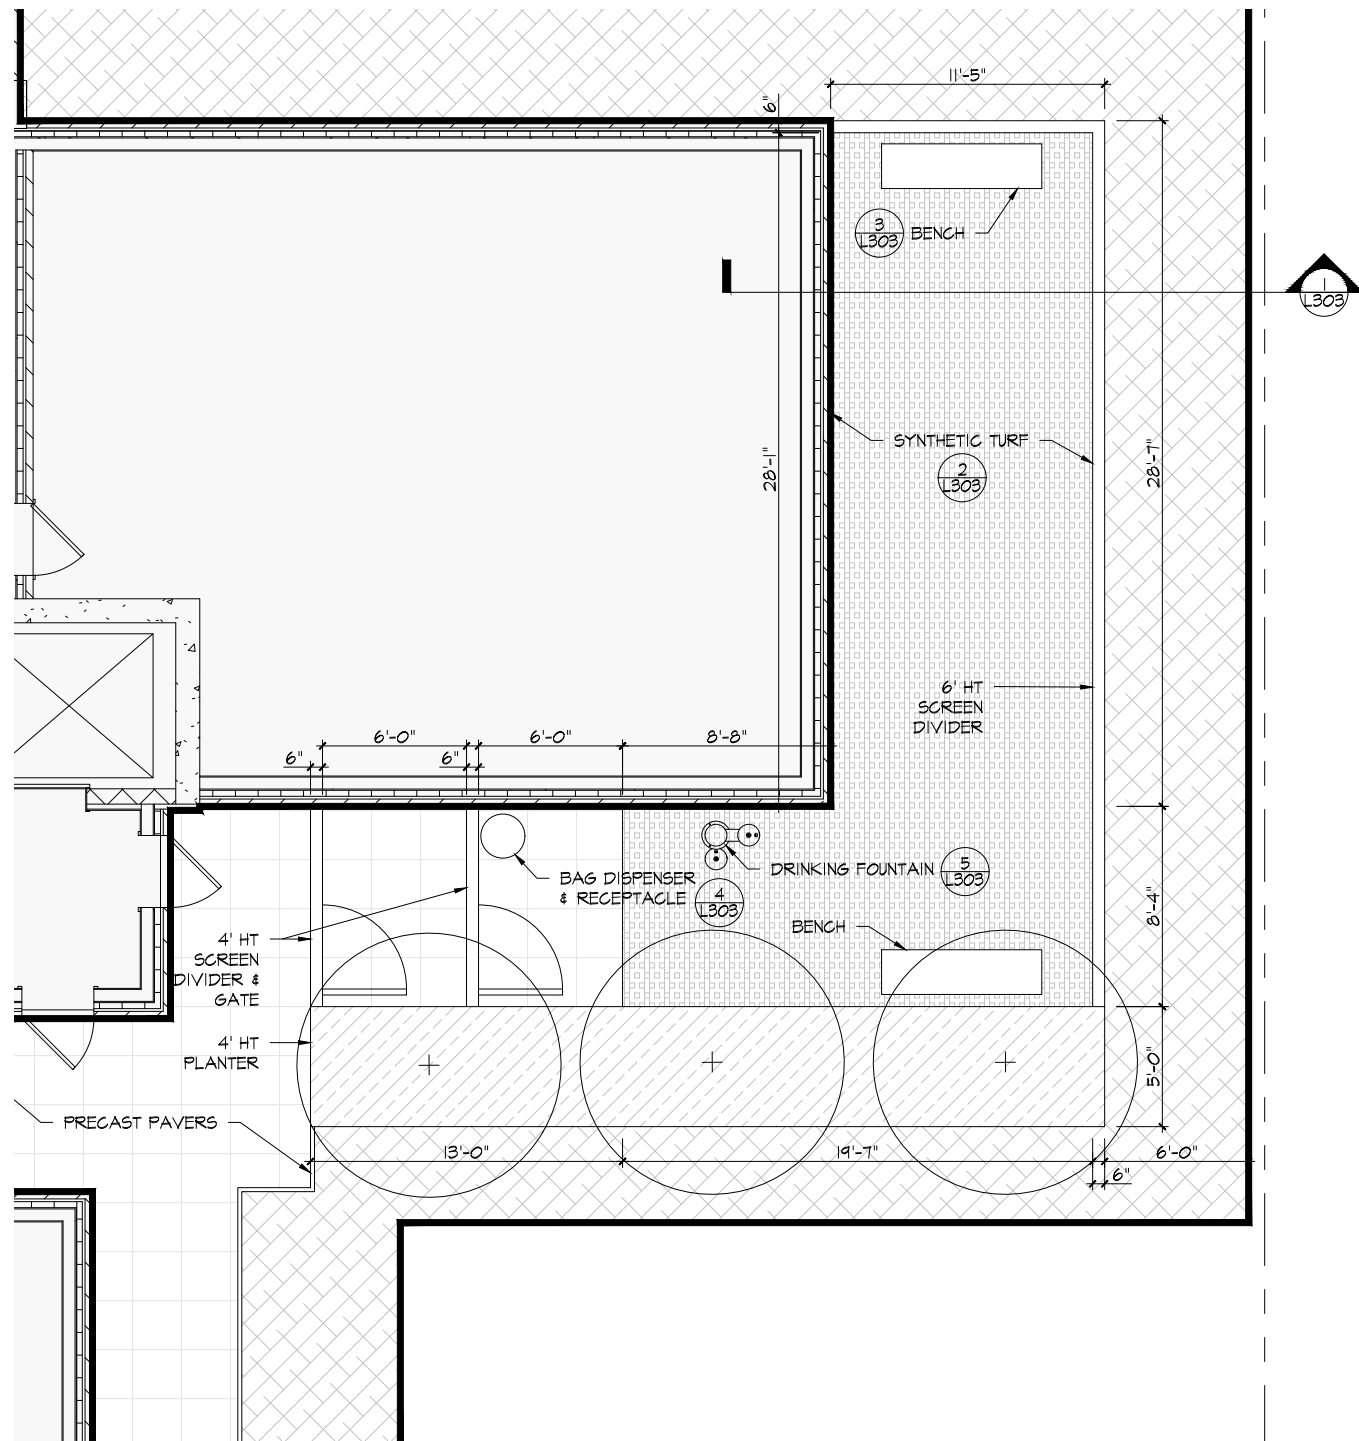 11'-5"
6"
3
L303
BENCH
1
L303
SYNTHETIC TURF
2
L303
28'-1"
28'-7"
6' HT
SCREEN
DIVIDER
6'-0"
6'-0"
8'-8"
6"
6"
BAG DISPENSER
& RECEPTACLE
4
L303
DRINKING FOUNTAIN
5
L303
BENCH
8'-4"
4' HT
SCREEN
DIVIDER &
GATE
4' HT
PLANTER
5'-0"
PRECAST PAVERS
13'-0"
19'-7"
6'-0"
6"